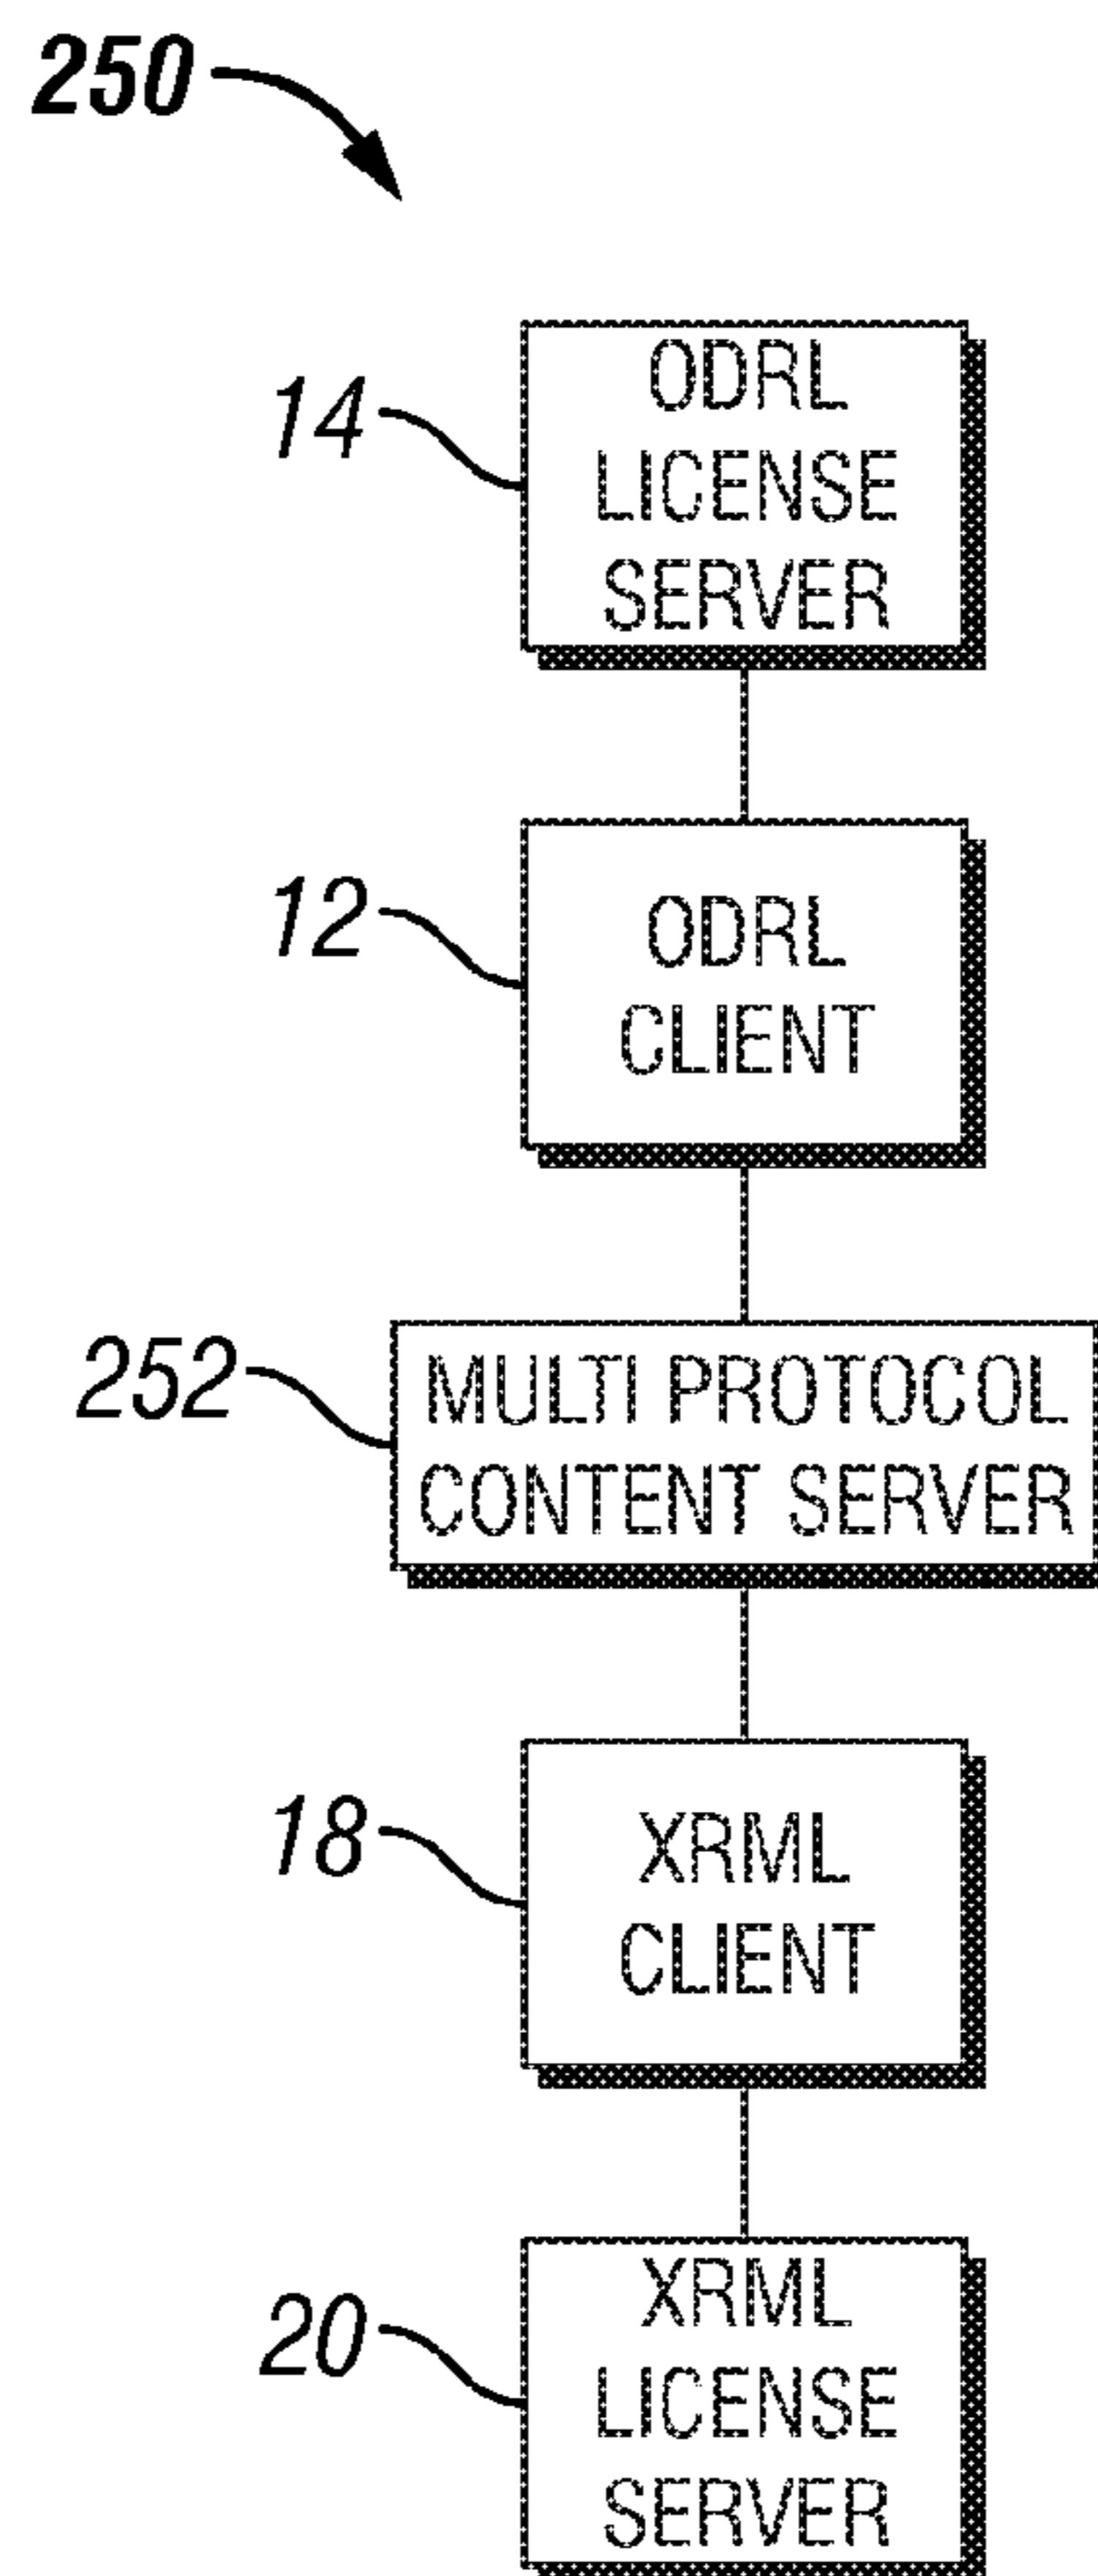 250
14
ODRL
LICENSE
SERVER
12
ODRL
CLIENT
252
MULTI PROTOCOL
CONTENT SERVER
18
XRML
CLIENT
20
XRML
LICENSE
SERVER